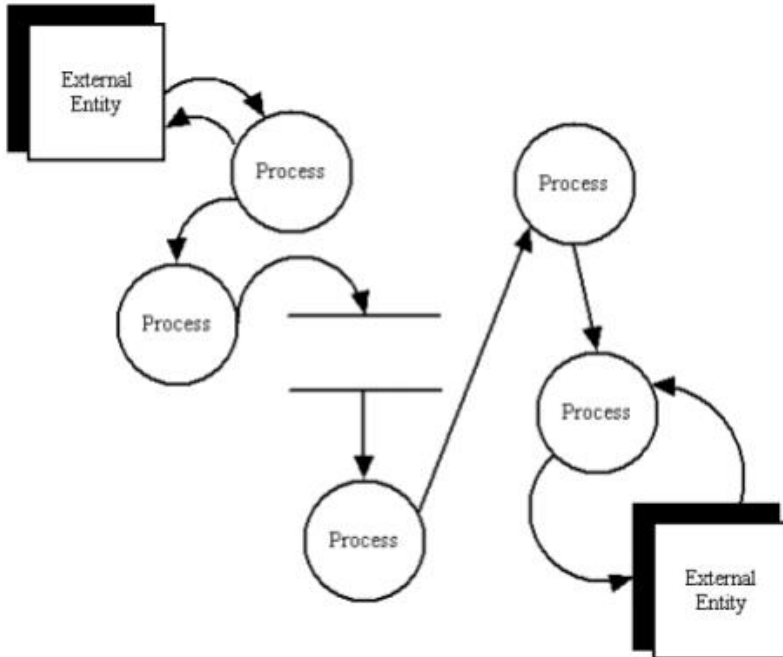 External
Entity
Process
Process
Process
Process
Process
External
Entity